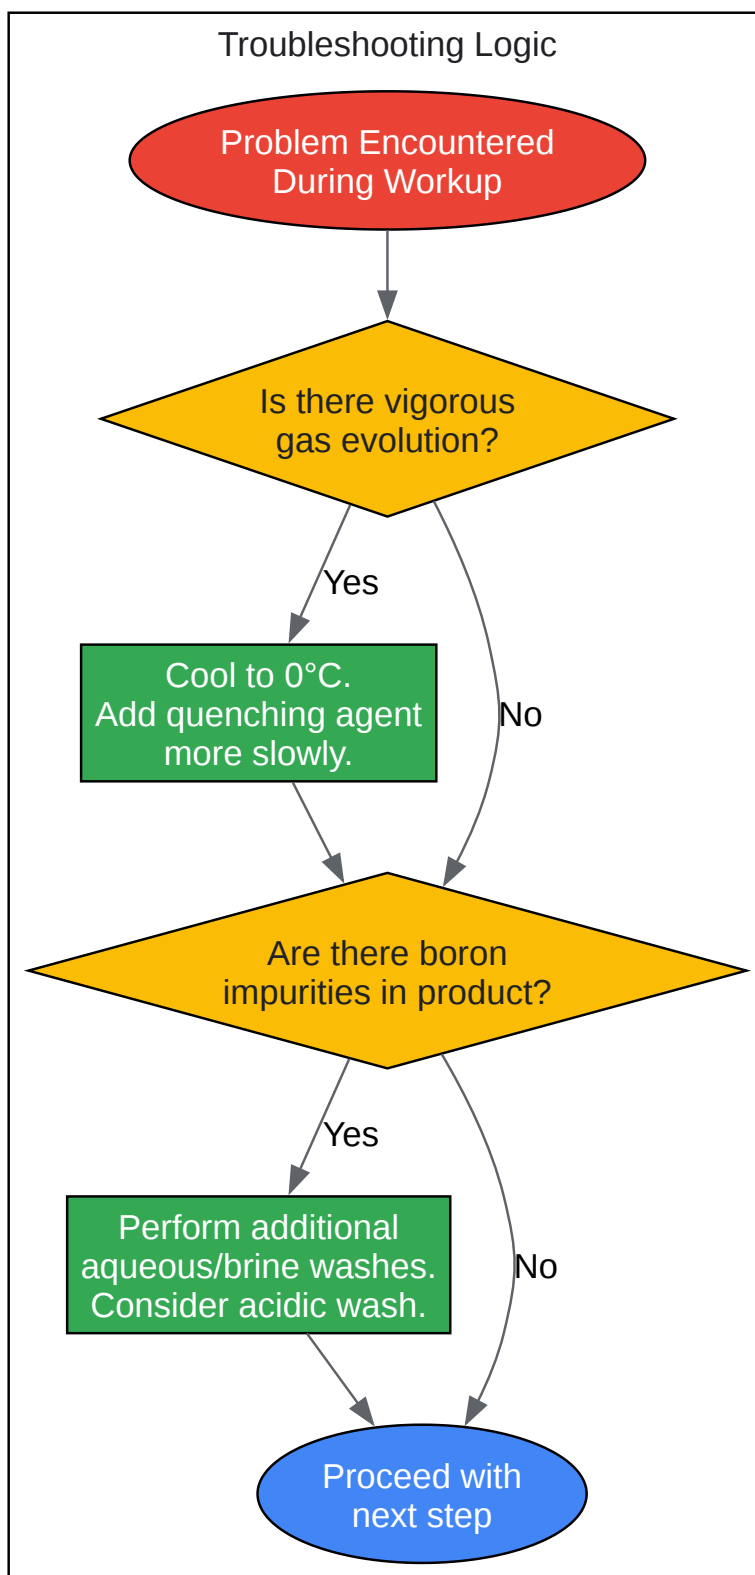 Troubleshooting Logic
Problem Encountered
During Workup
Is there vigorous
gas evolution?
Yes
No
Cool to 0°C.
Add quenching agent
more slowly.
Are there boron
impurities in product?
Yes
No
Perform additional
aqueous/brine washes.
Consider acidic wash.
Proceed with
next step